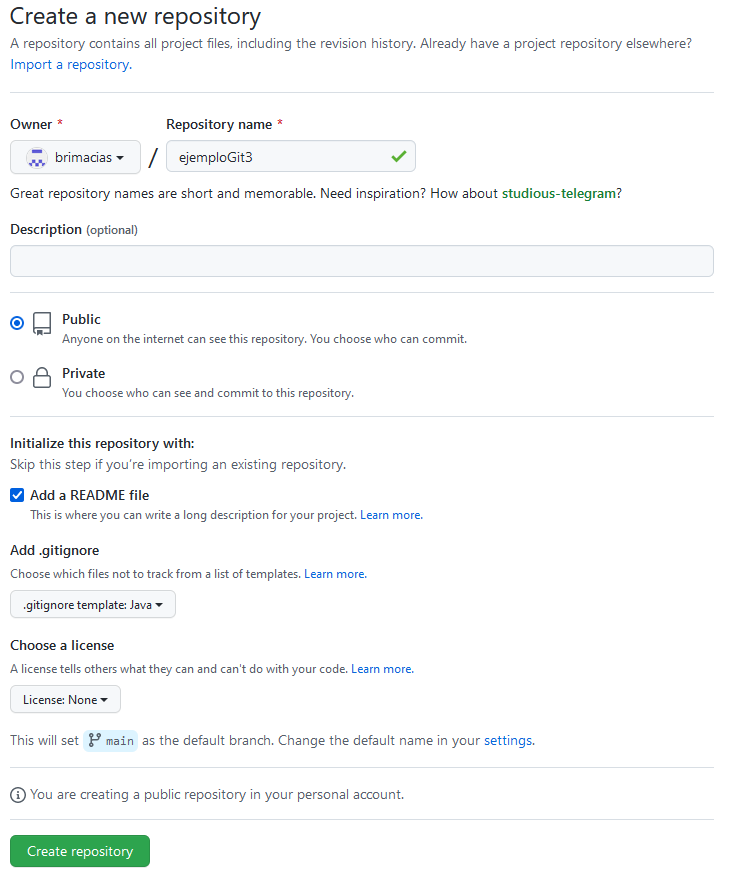 Create a new repository
A repository contains all project files, including the revision history. Already have a project repository elsewhere?
Import a repository.
Owner * Repository name *
brimacias / ejemploGit3
Great repository names are short and memorable. Need inspiration? How about studious-telegram?
Description (optional)
Public
Anyone on the internet can see this repository. You choose who can commit.
Private
You choose who can see and commit to this repository.
Initialize this repository with:
Skip this step if you’re importing an existing repository.
Add a README file
This is where you can write a long description for your project. Learn more.
Add .gitignore
Choose which files not to track from a list of templates. Learn more.
.gitignore template: Java
Choose a license
A license tells others what they can and can't do with your code. Learn more.
License: None
This will set main as the default branch. Change the default name in your settings.
You are creating a public repository in your personal account.
Create repository